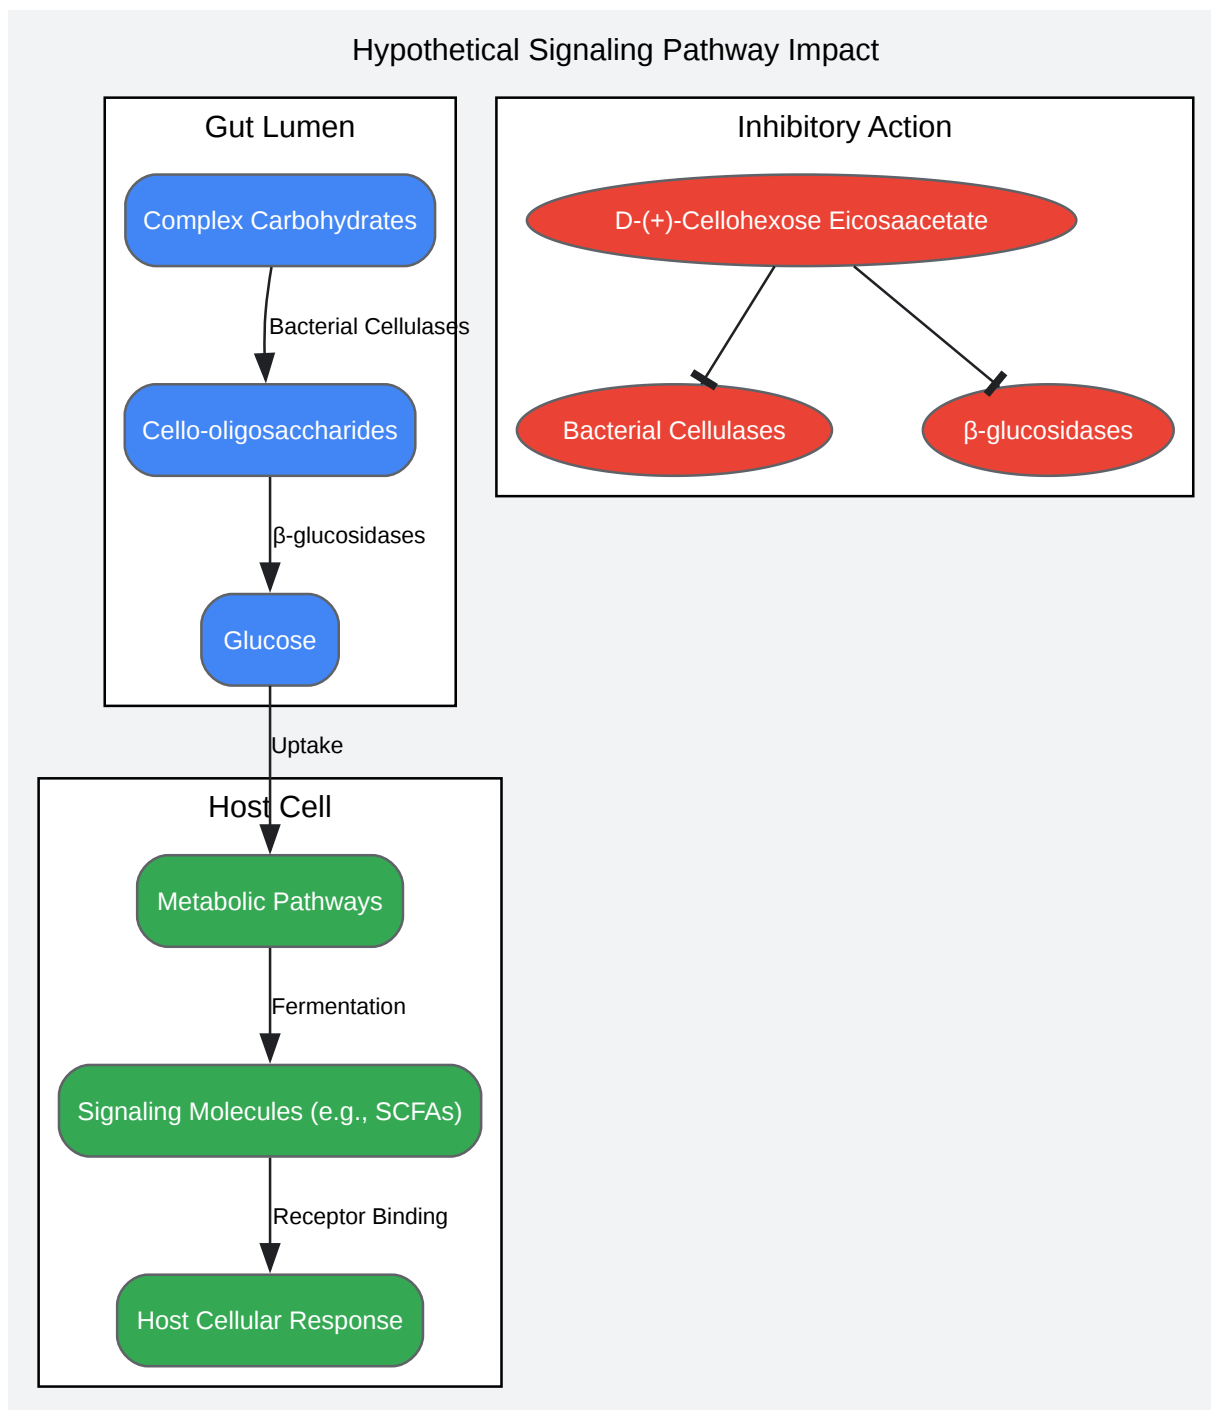 Hypothetical Signaling Pathway Impact
Gut Lumen
Complex Carbohydrates
Bacterial Cellulases
Cello-oligosaccharides
β-glucosidases
Glucose
Uptake
Host Cell
Metabolic Pathways
Fermentation
Signaling Molecules (e.g., SCFAs)
Receptor Binding
Host Cellular Response
Inhibitory Action
D-(+)-Cellohexose Eicosaacetate
Bacterial Cellulases
β-glucosidases